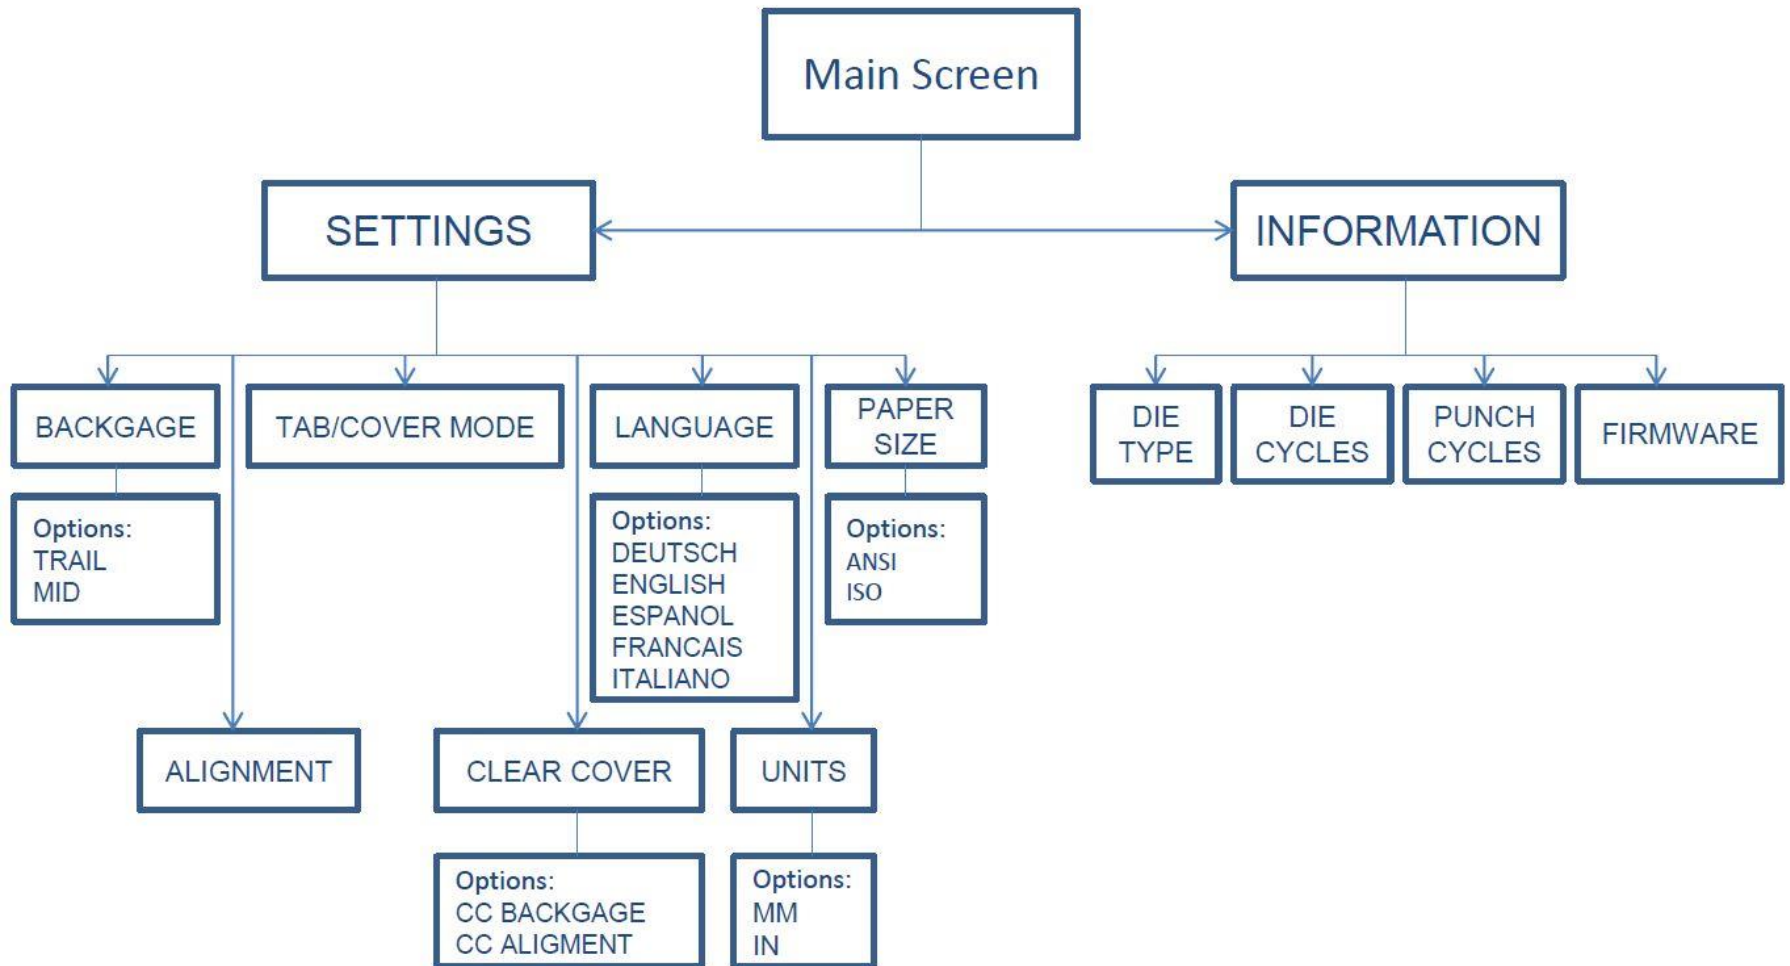 Main Screen
SETTINGS
INFORMATION
BACKGAGE
TAB/COVER MODE
LANGUAGE
PAPER
SIZE
DIE
TYPE
DIE
CYCLES
PUNCH
CYCLES
FIRMWARE
Options:
TRAIL
MID
Options:
DEUTSCH
ENGLISH
ESPANOL
FRANCAIS
ITALIANO
Options:
ANSI
ISO
ALIGNMENT
CLEAR COVER
UNITS
Options:
CC BACKGAGE
CC ALIGMENT
Options:
MM
IN